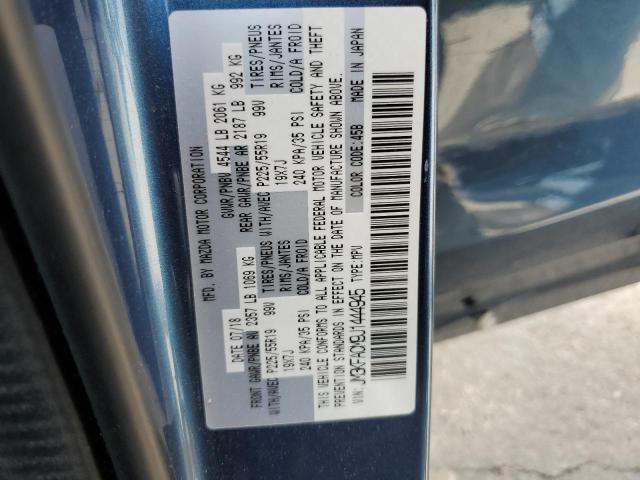 MFD. BY MAZDA MOTOR CORPORATION
DATE 07/18 GVWR/PNBV 4544 LB 2061 KG
FRONT GAWR/PNBE AV 2357 LB 1069 KG REAR GAWR/PNBE AR 2187 LB 992 KG
WITH/AVEC P225/55R19 99V TIRES/PNEUS WITH/AVEC P225/55R19 99V TIRES/PNEUS
19X7J RIMS/JANTES 19X7J RIMS/JANTES
240 KPA/35 PSI COLD/A FROID 240 KPA/35 PSI COLD/A FROID
THIS VEHICLE CONFORMS TO ALL APPLICABLE FEDERAL MOTOR VEHICLE SAFETY AND THEFT
PREVENTION STANDARDS IN EFFECT ON THE DATE OF MANUFACTURE SHOWN ABOVE.
TYPE:MPV COLOR CODE:45B MADE IN JAPAN